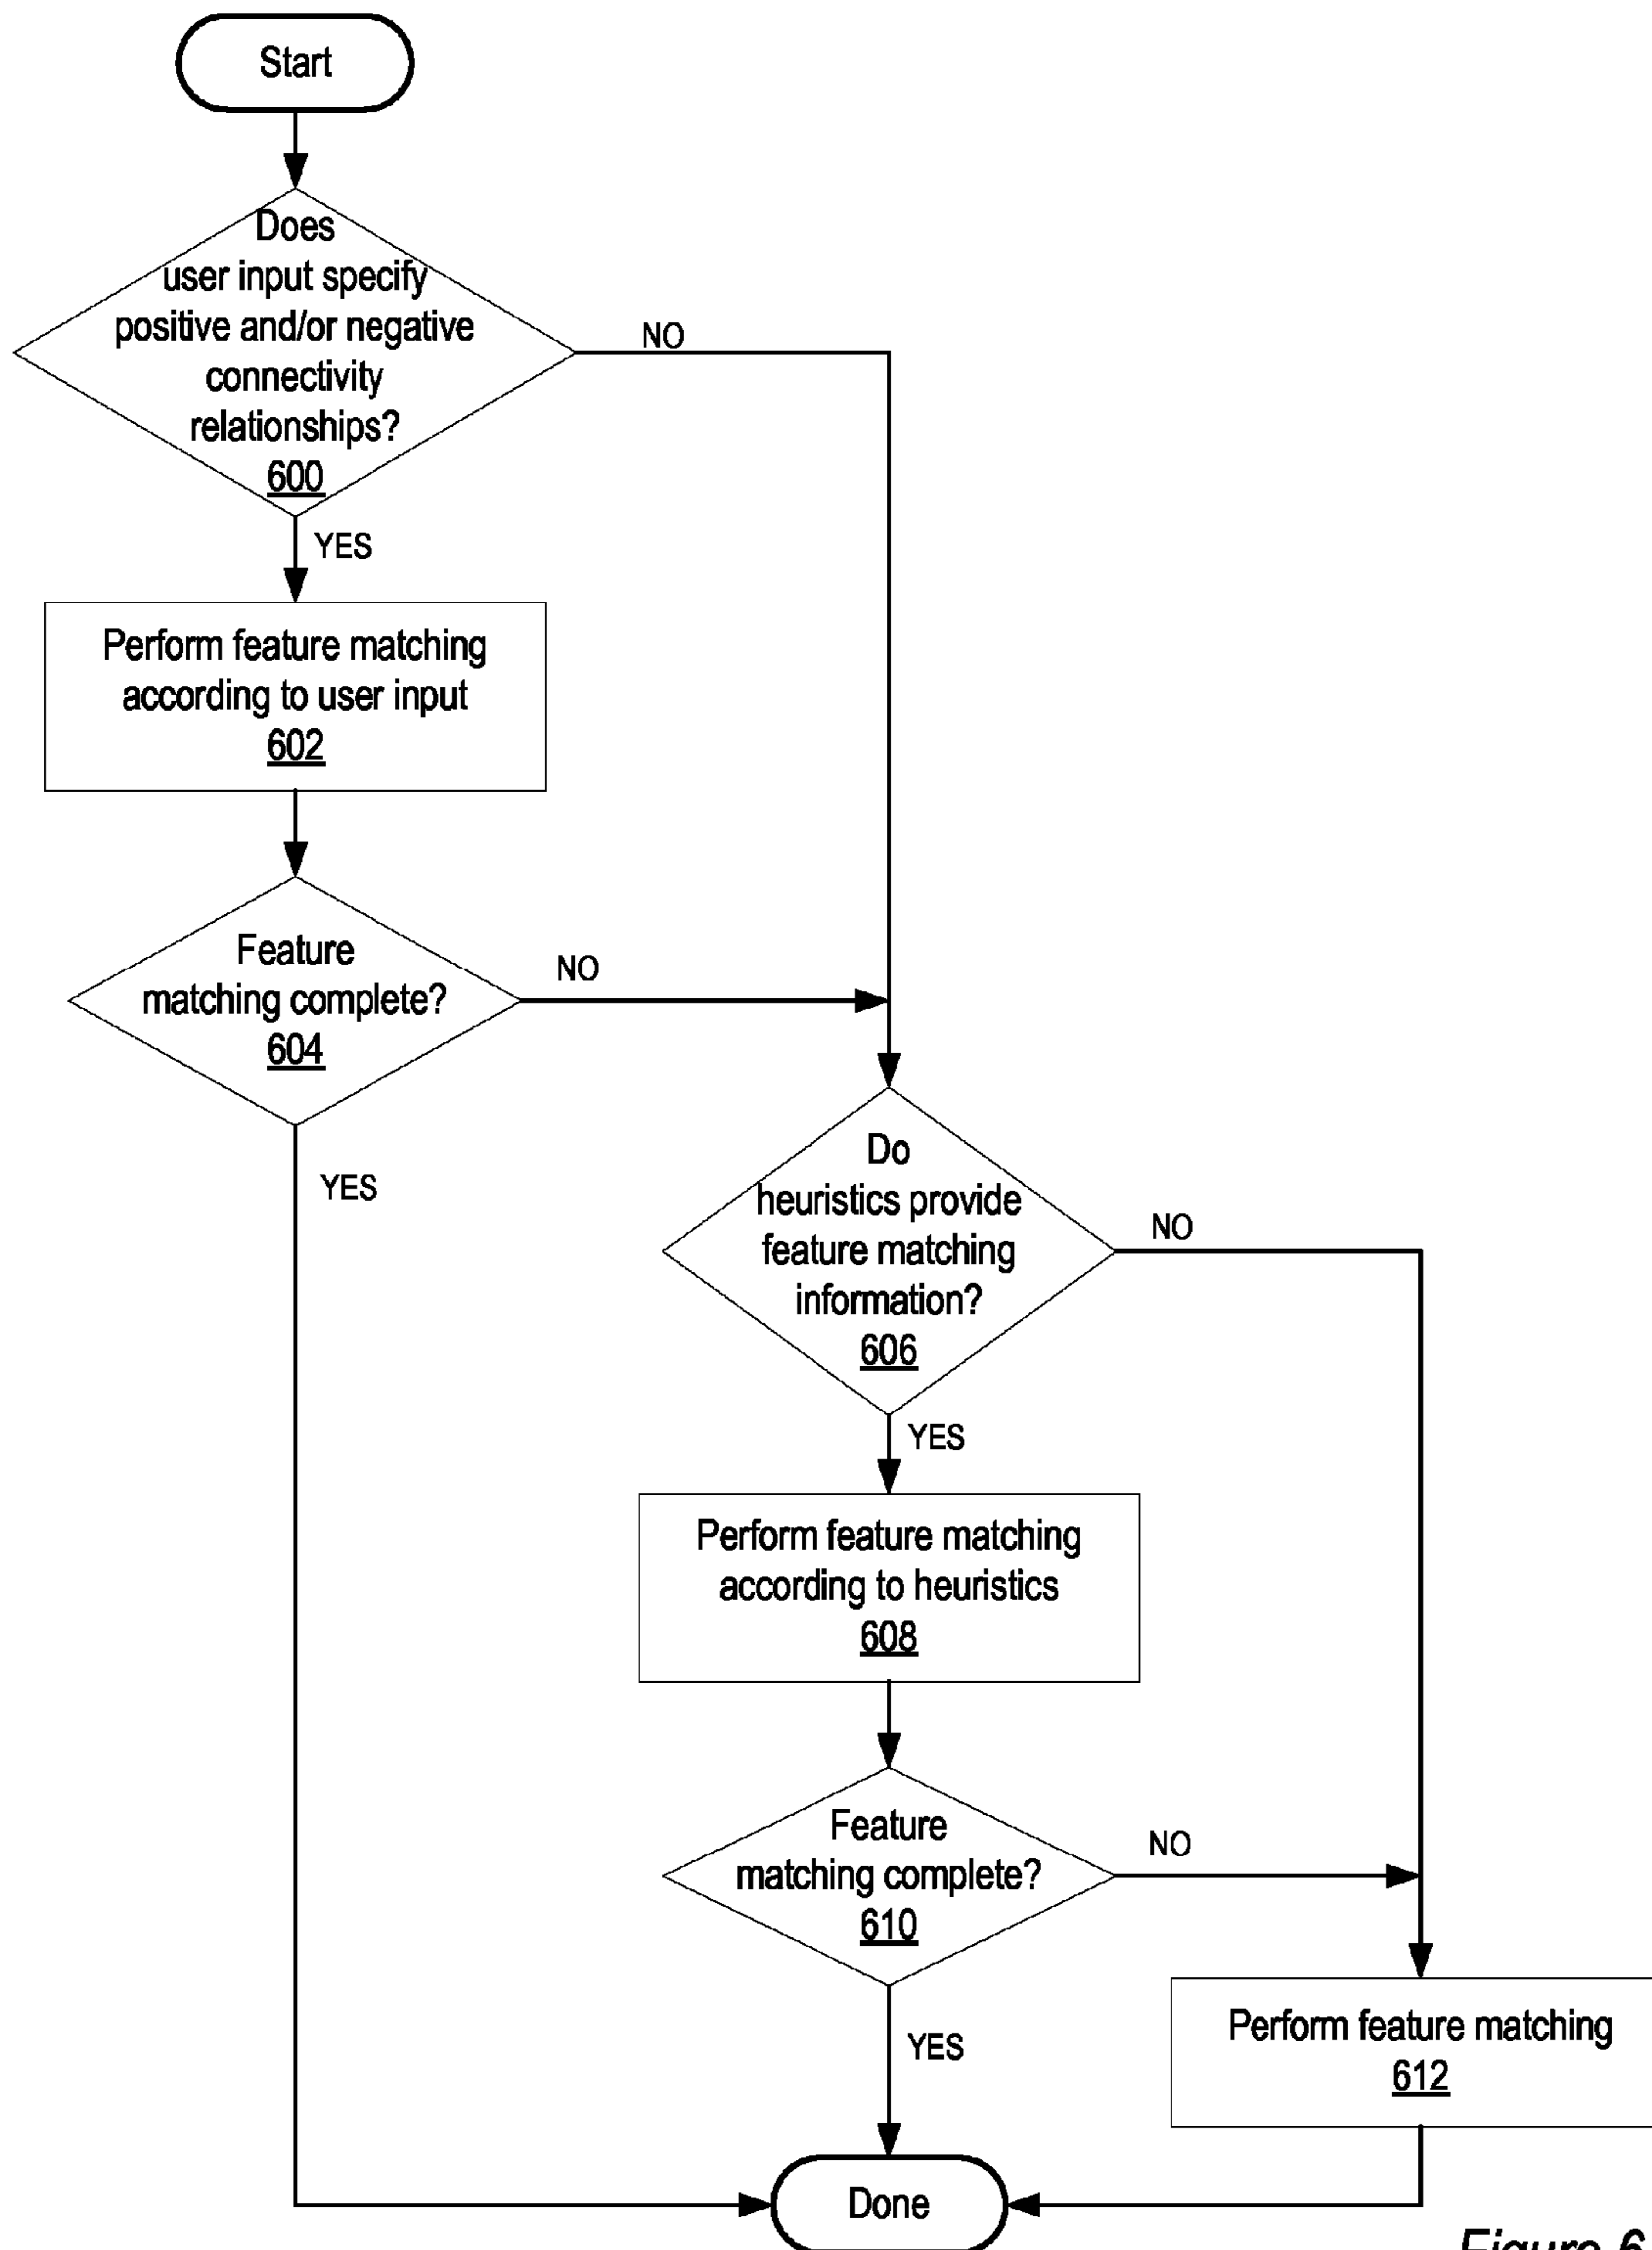 Start
Does
user input specify
positive and/or negative
connectivity
relationships?
600
NO
YES
Perform feature matching
according to user input
602
Feature
matching complete?
604
NO
YES
Do
heuristics provide
feature matching
information?
606
NO
YES
Perform feature matching
according to heuristics
608
Feature
matching complete?
610
NO
YES
Perform feature matching
612
Done
Figure 6